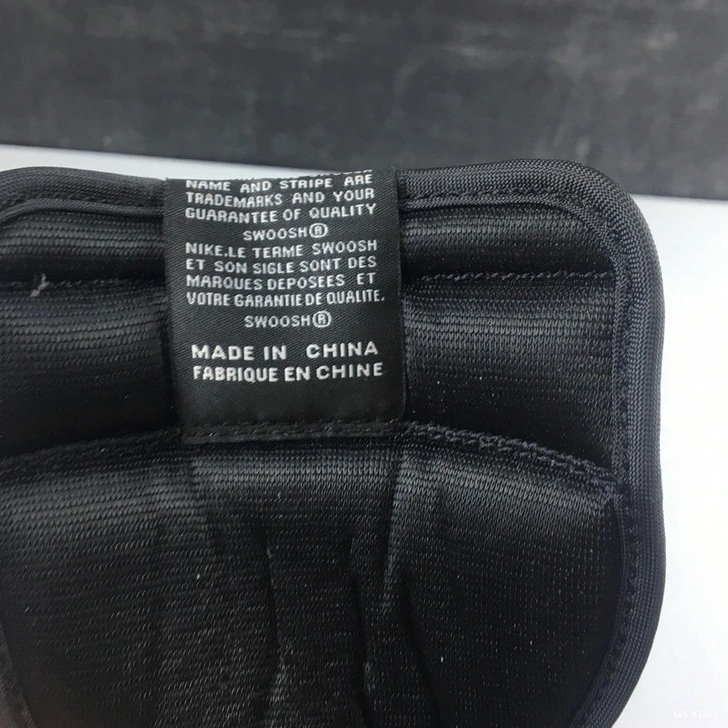 NAME AND STRIPE ARE
TRADEMARKS AND YOUR
GUARANTEE OF QUALITY
SWOOSH®
NIKE.LE TERME SWOOSH
ET SON SIGLE SONT DES
MARQUES DEPOSEES ET
VOTRE GARANTIE DE QUALITE.
SWOOSH®
MADE IN CHINA
FABRIQUE EN CHINE